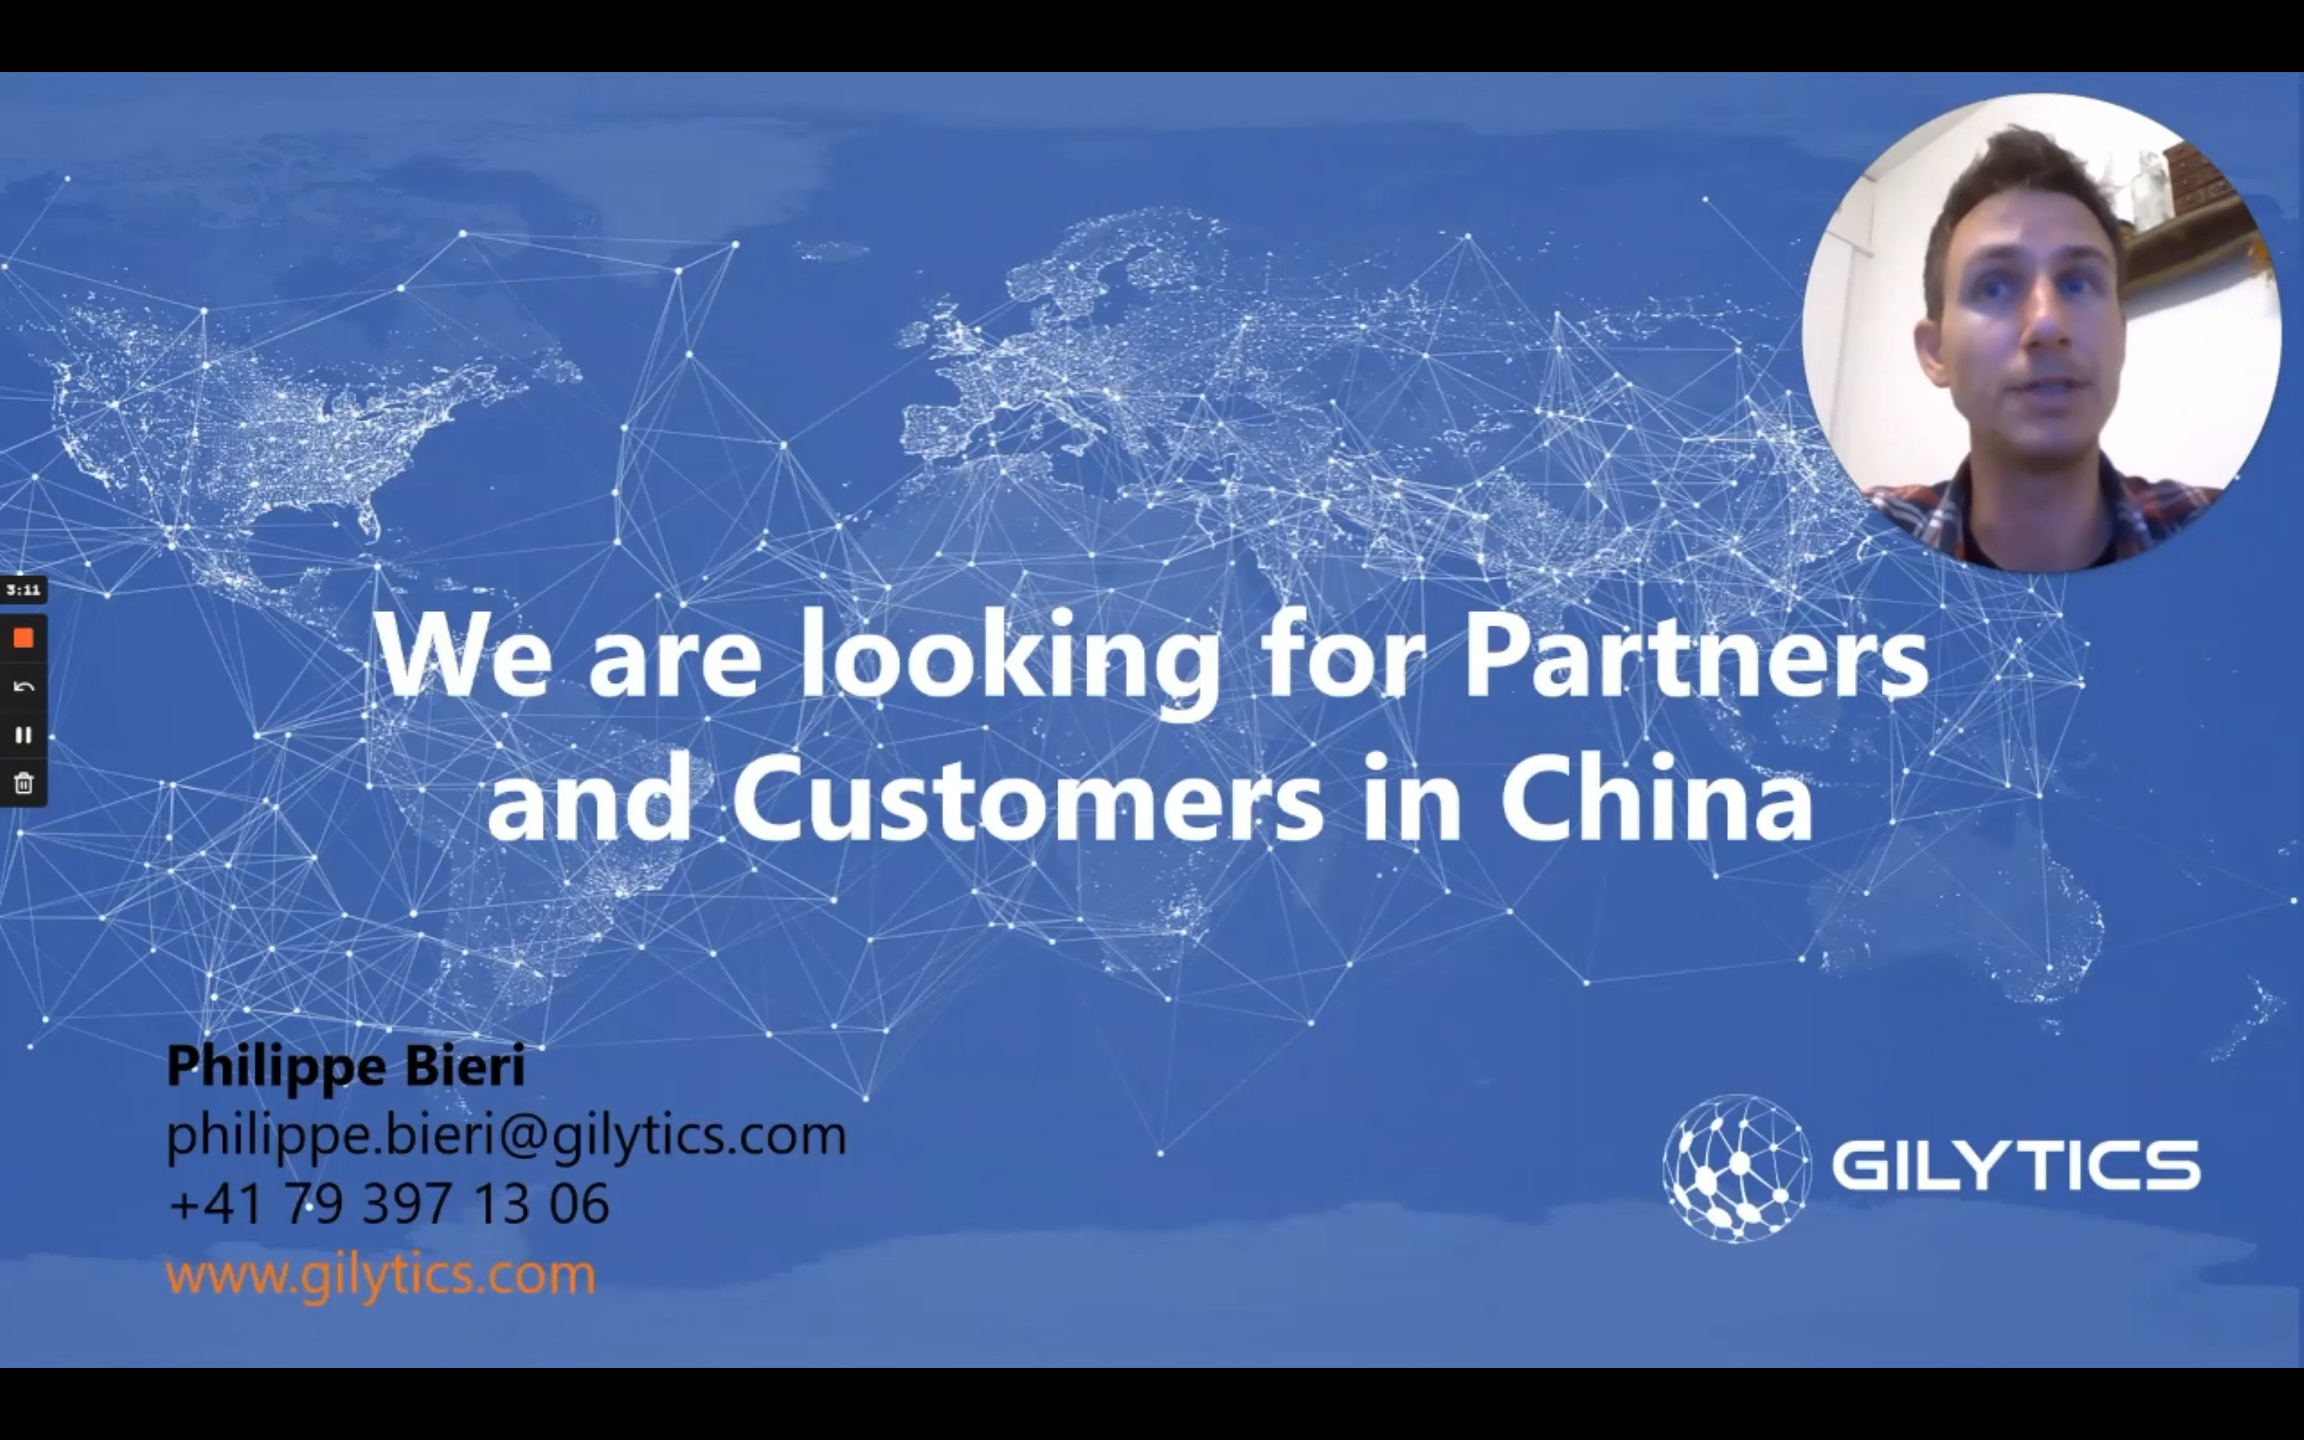 3:11
We are looking for Partners
and Customers in China
Philippe Bieri
philippe.bieri@gilytics.com
+41 79 397 13 06
www.gilytics.com
GILYTICS